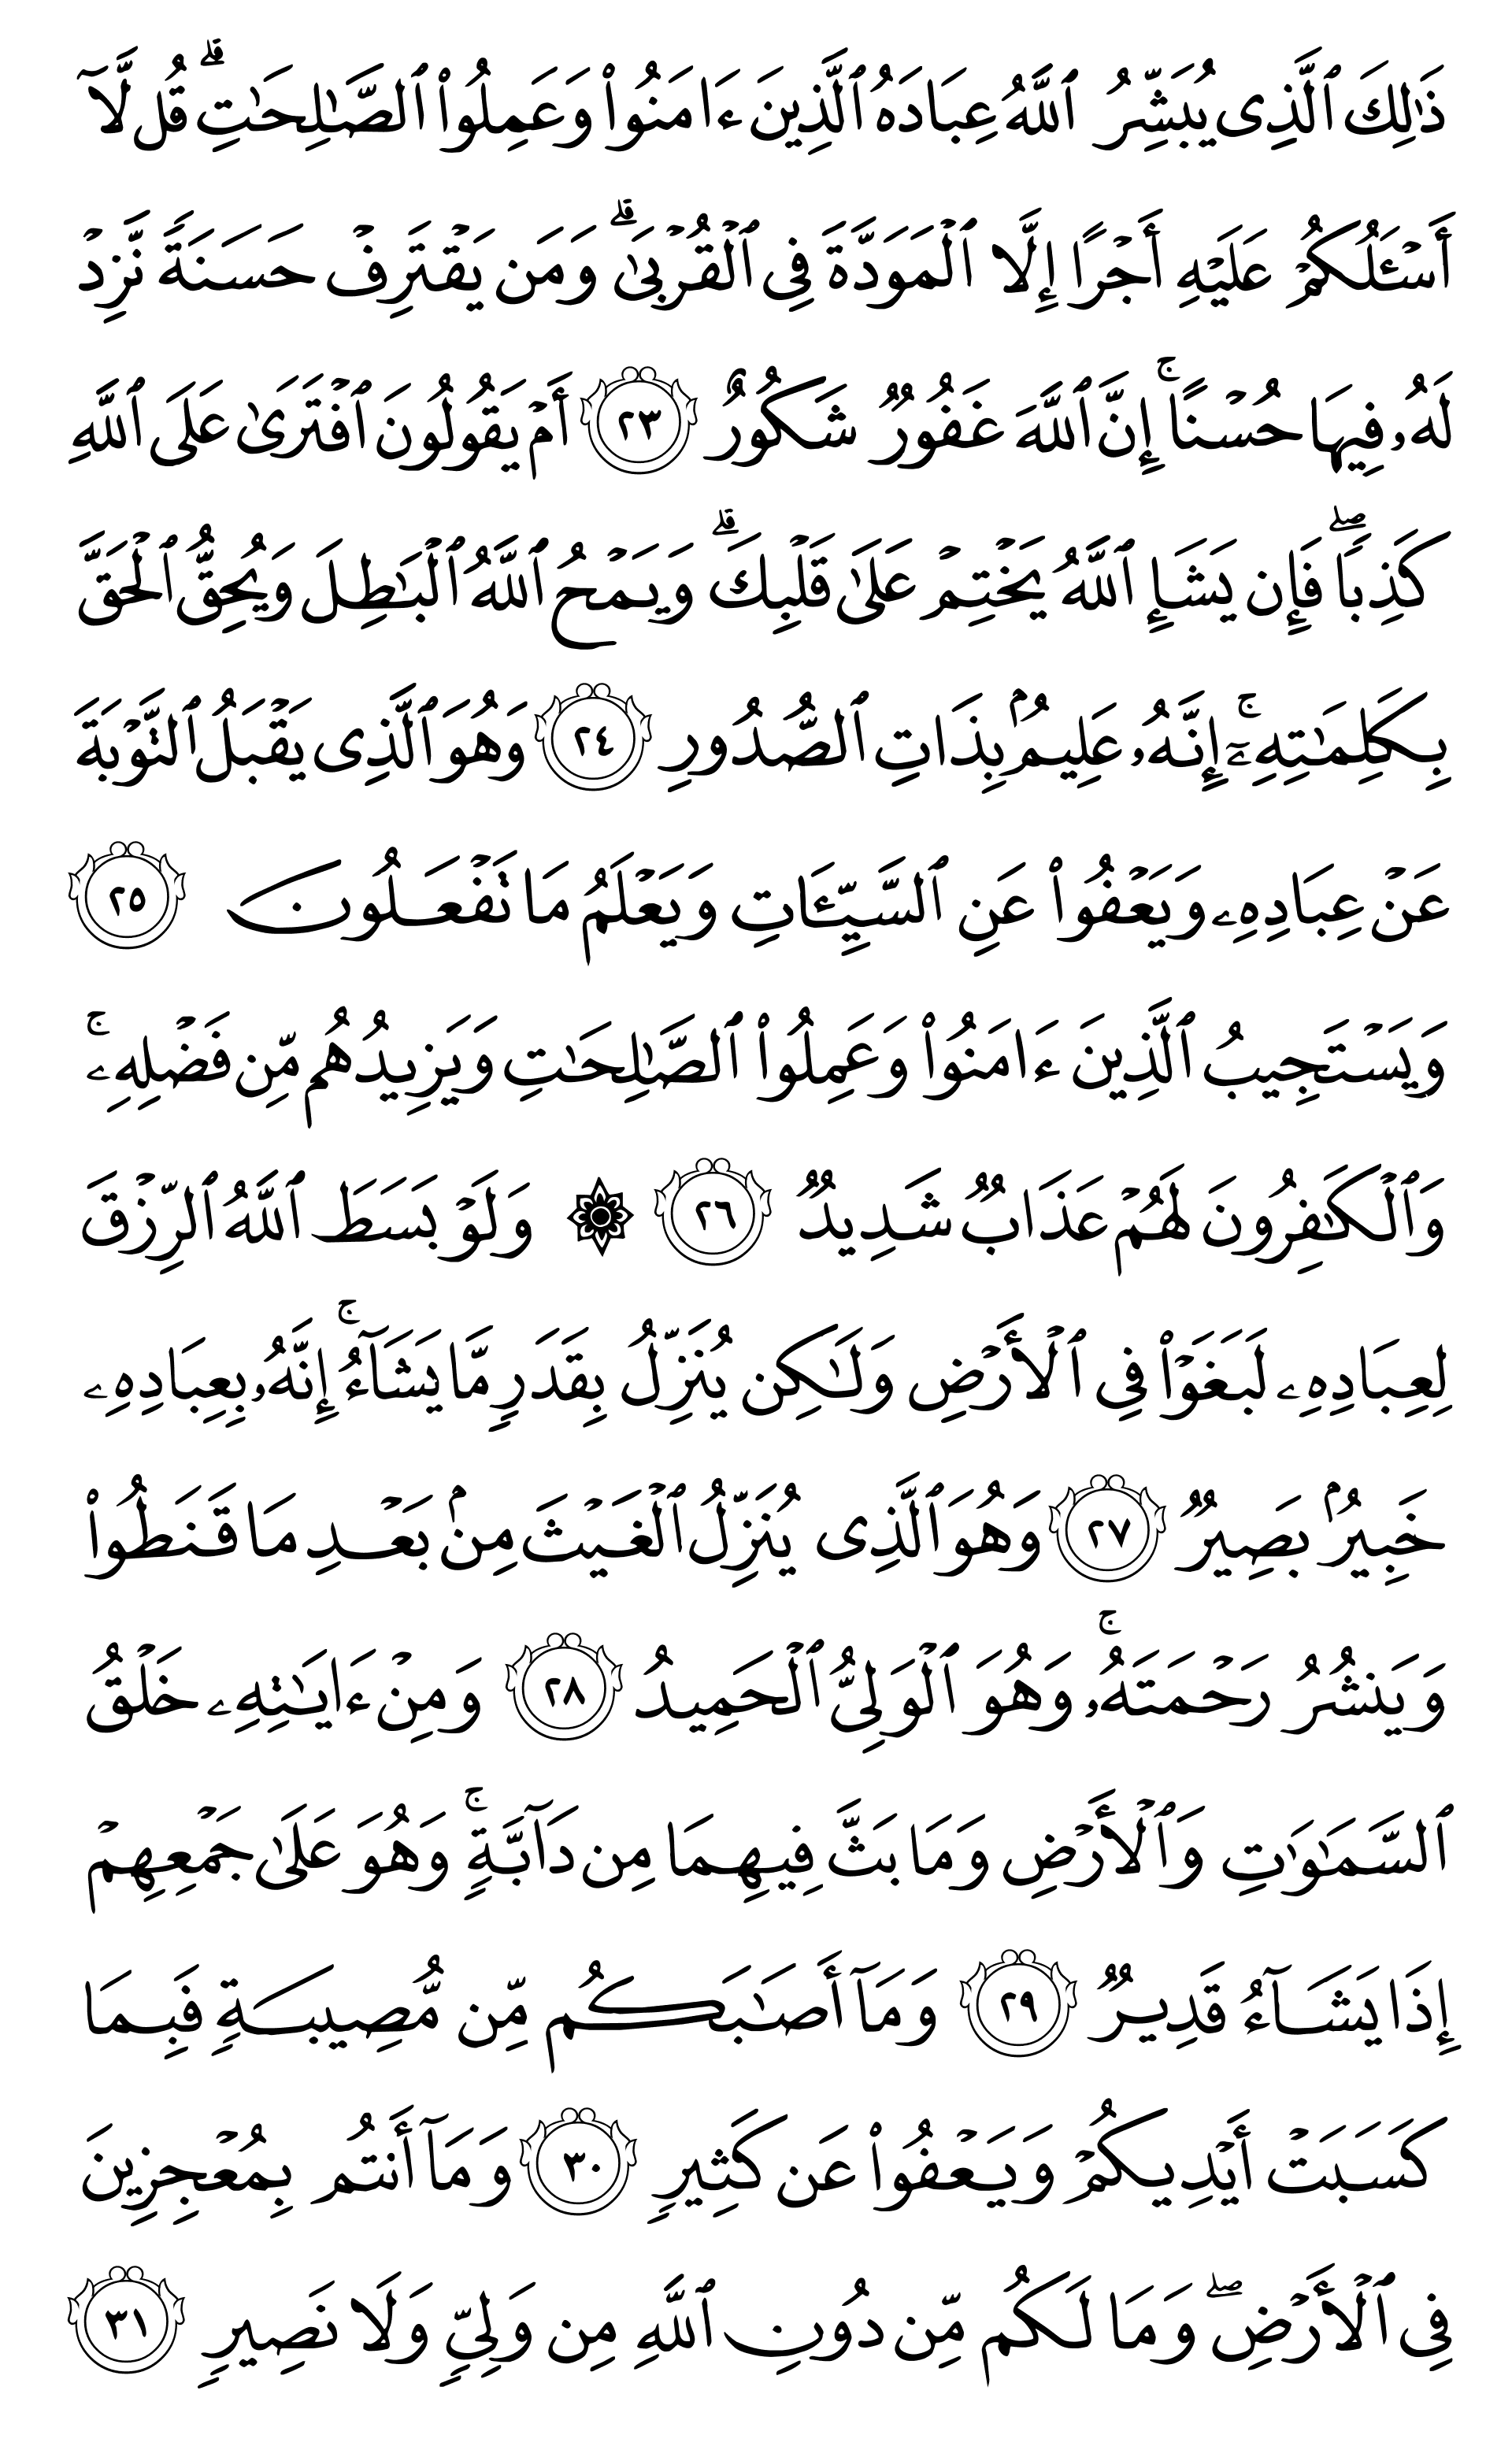 ذَٰلِكَ ٱلَّذِى يُبَشِّرُ ٱللَّهُ عِبَادَهُ ٱلَّذِينَ ءَامَنُوا۟ وَعَمِلُوا۟ ٱلصَّٰلِحَٰتِ ۗ قُل لَّآ
أَسْـَٔلُكُمْ عَلَيْهِ أَجْرًا إِلَّا ٱلْمَوَدَّةَ فِى ٱلْقُرْبَىٰ ۗ وَمَن يَقْتَرِفْ حَسَنَةً نَّزِدْ
لَهُۥ فِيهَا حُسْنًا ۚ إِنَّ ٱللَّهَ غَفُورٌ شَكُورٌ ٢٣ أَمْ يَقُولُونَ ٱفْتَرَىٰ عَلَى ٱللَّهِ
كَذِبًا ۖ فَإِن يَشَإِ ٱللَّهُ يَخْتِمْ عَلَىٰ قَلْبِكَ ۗ وَيَمْحُ ٱللَّهُ ٱلْبَٰطِلَ وَيُحِقُّ ٱلْحَقَّ
بِكَلِمَٰتِهِۦٓ ۚ إِنَّهُۥ عَلِيمٌۢ بِذَاتِ ٱلصُّدُورِ ٢٤ وَهُوَ ٱلَّذِى يَقْبَلُ ٱلتَّوْبَةَ
عَنْ عِبَادِهِۦ وَيَعْفُوا۟ عَنِ ٱلسَّيِّـَٔاتِ وَيَعْلَمُ مَا تَفْعَلُونَ ٢٥
وَيَسْتَجِيبُ ٱلَّذِينَ ءَامَنُوا۟ وَعَمِلُوا۟ ٱلصَّٰلِحَٰتِ وَيَزِيدُهُم مِّن فَضْلِهِۦ ۚ
وَٱلْكَٰفِرُونَ لَهُمْ عَذَابٌ شَدِيدٌ ٢٦ ۞ وَلَوْ بَسَطَ ٱللَّهُ ٱلرِّزْقَ
لِعِبَادِهِۦ لَبَغَوْا۟ فِى ٱلْأَرْضِ وَلَٰكِن يُنَزِّلُ بِقَدَرٍ مَّا يَشَآءُ ۚ إِنَّهُۥ بِعِبَادِهِۦ
خَبِيرٌۢ بَصِيرٌ ٢٧ وَهُوَ ٱلَّذِى يُنَزِّلُ ٱلْغَيْثَ مِنۢ بَعْدِ مَا قَنَطُوا۟
وَيَنشُرُ رَحْمَتَهُۥ ۚ وَهُوَ ٱلْوَلِىُّ ٱلْحَمِيدُ ٢٨ وَمِنْ ءَايَٰتِهِۦ خَلْقُ
ٱلسَّمَٰوَٰتِ وَٱلْأَرْضِ وَمَا بَثَّ فِيهِمَا مِن دَآبَّةٍ ۚ وَهُوَ عَلَىٰ جَمْعِهِمْ
إِذَا يَشَآءُ قَدِيرٌ ٢٩ وَمَآ أَصَٰبَكُم مِّن مُّصِيبَةٍ فَبِمَا
كَسَبَتْ أَيْدِيكُمْ وَيَعْفُوا۟ عَن كَثِيرٍ ٣٠ وَمَآ أَنتُم بِمُعْجِزِينَ
فِى ٱلْأَرْضِ ۖ وَمَا لَكُم مِّن دُونِ ٱللَّهِ مِن وَلِىٍّ وَلَا نَصِيرٍ ٣١